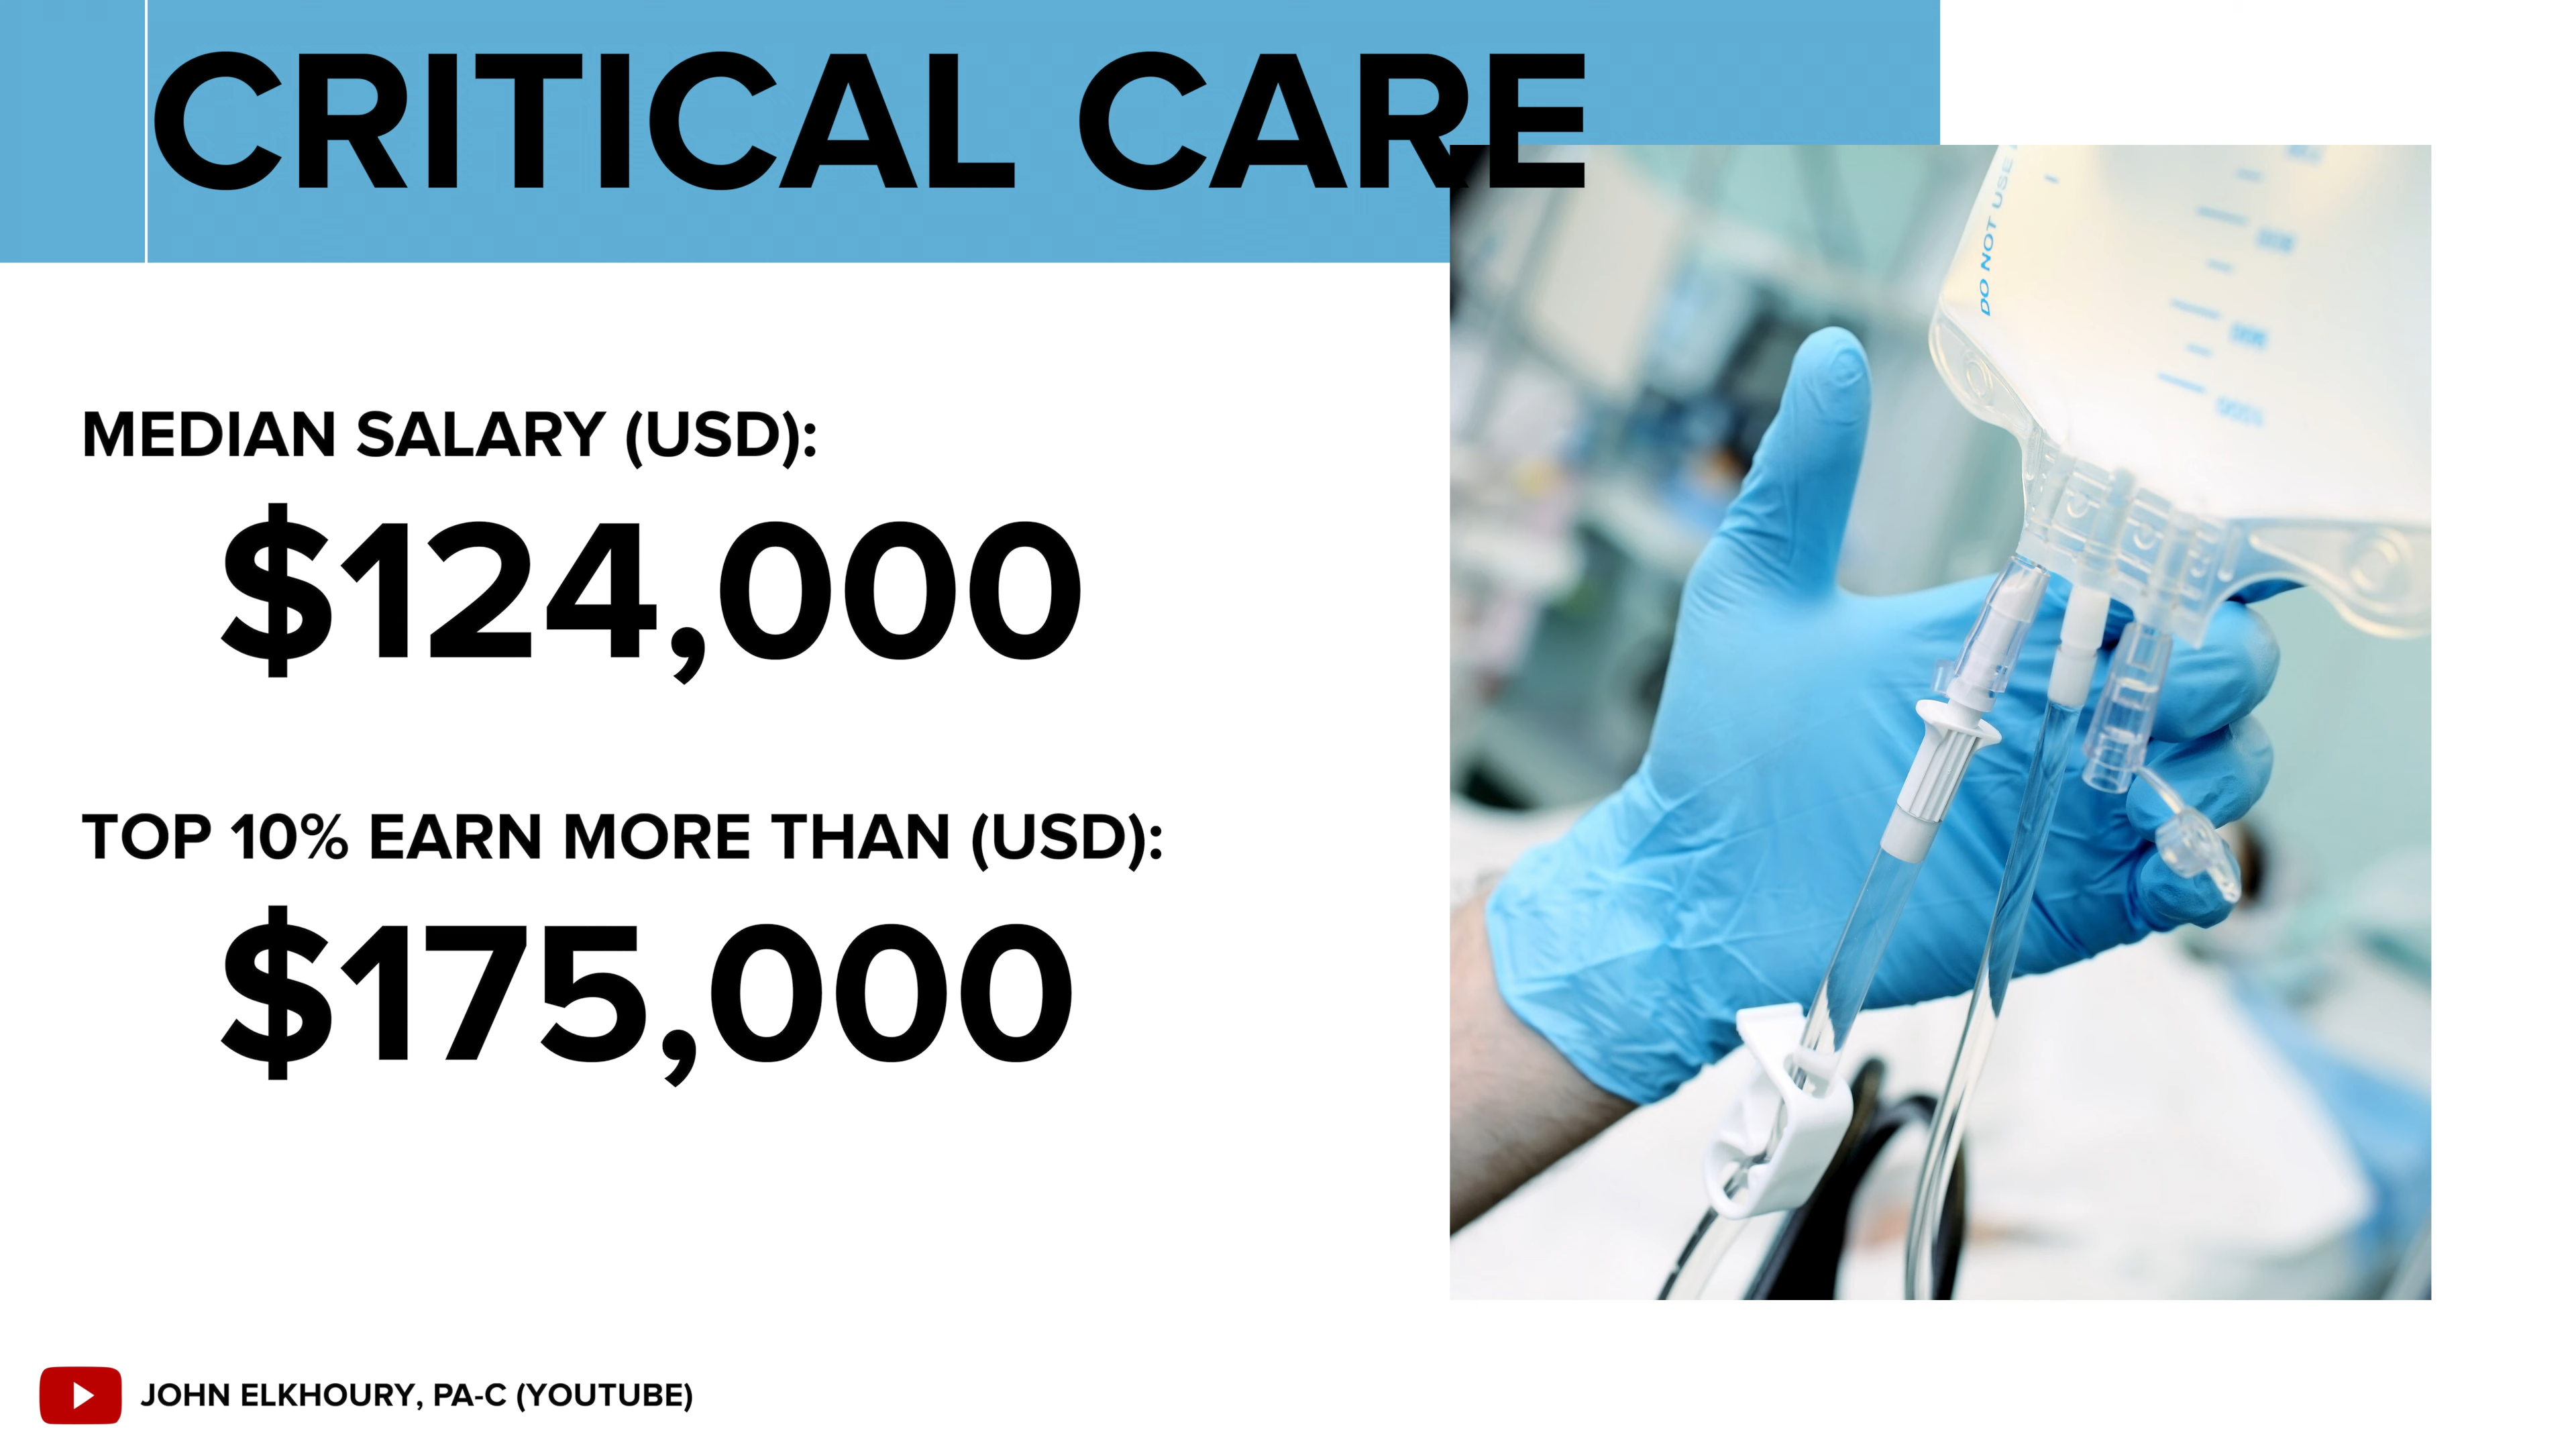 CRITICAL CARE
MEDIAN SALARY (USD):
$124,000
TOP 10% EARN MORE THAN (USD):
$175,000
DO NOT USE
JOHN ELKHOURY, PA-C (YOUTUBE)